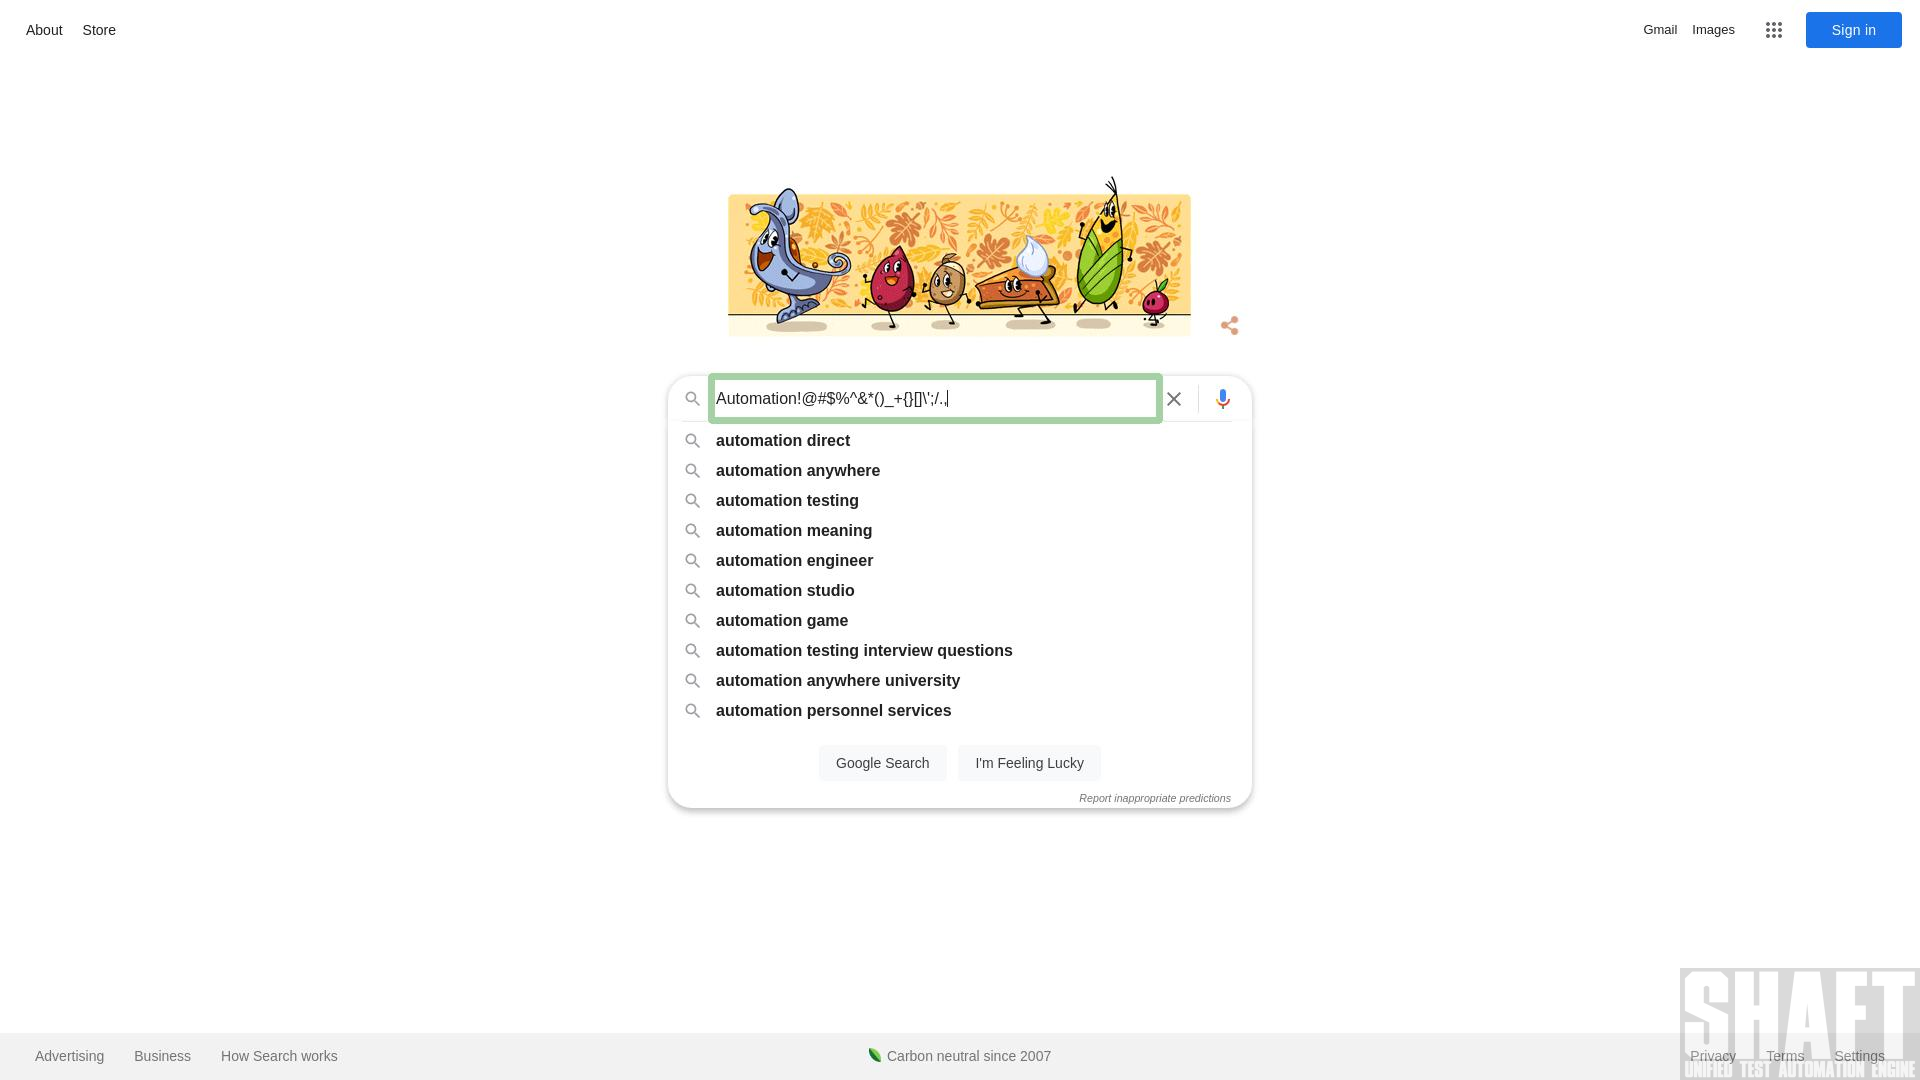 About Store Gmail Images Sign in
Automation!@#$%^&*()_+{}[]\';/.,
automation direct
automation anywhere
automation testing
automation meaning
automation engineer
automation studio
automation game
automation testing interview questions
automation anywhere university
automation personnel services
Google Search I'm Feeling Lucky
Report inappropriate predictions
SHAFT
Advertising Business How Search works Carbon neutral since 2007 Privacy Terms Settings
UNIFIED TEST AUTOMATION ENGINE